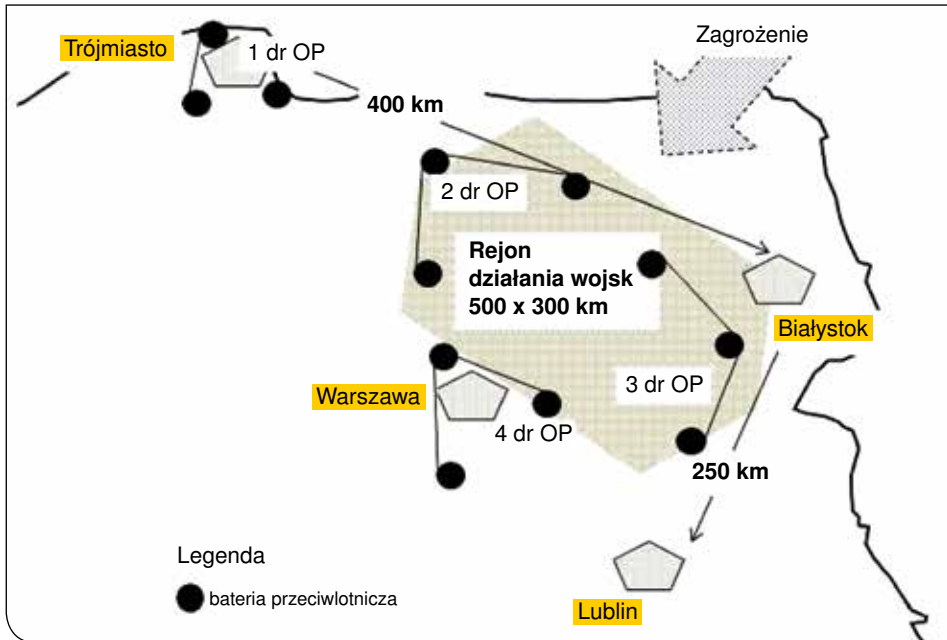 Trójmiasto
1 dr OP
Zagrożenie
400 km
2 dr OP
Rejon
działania wojsk
500 x 300 km
Białystok
Warszawa
3 dr OP
4 dr OP
250 km
Legenda
bateria przeciwlotnicza
Lublin